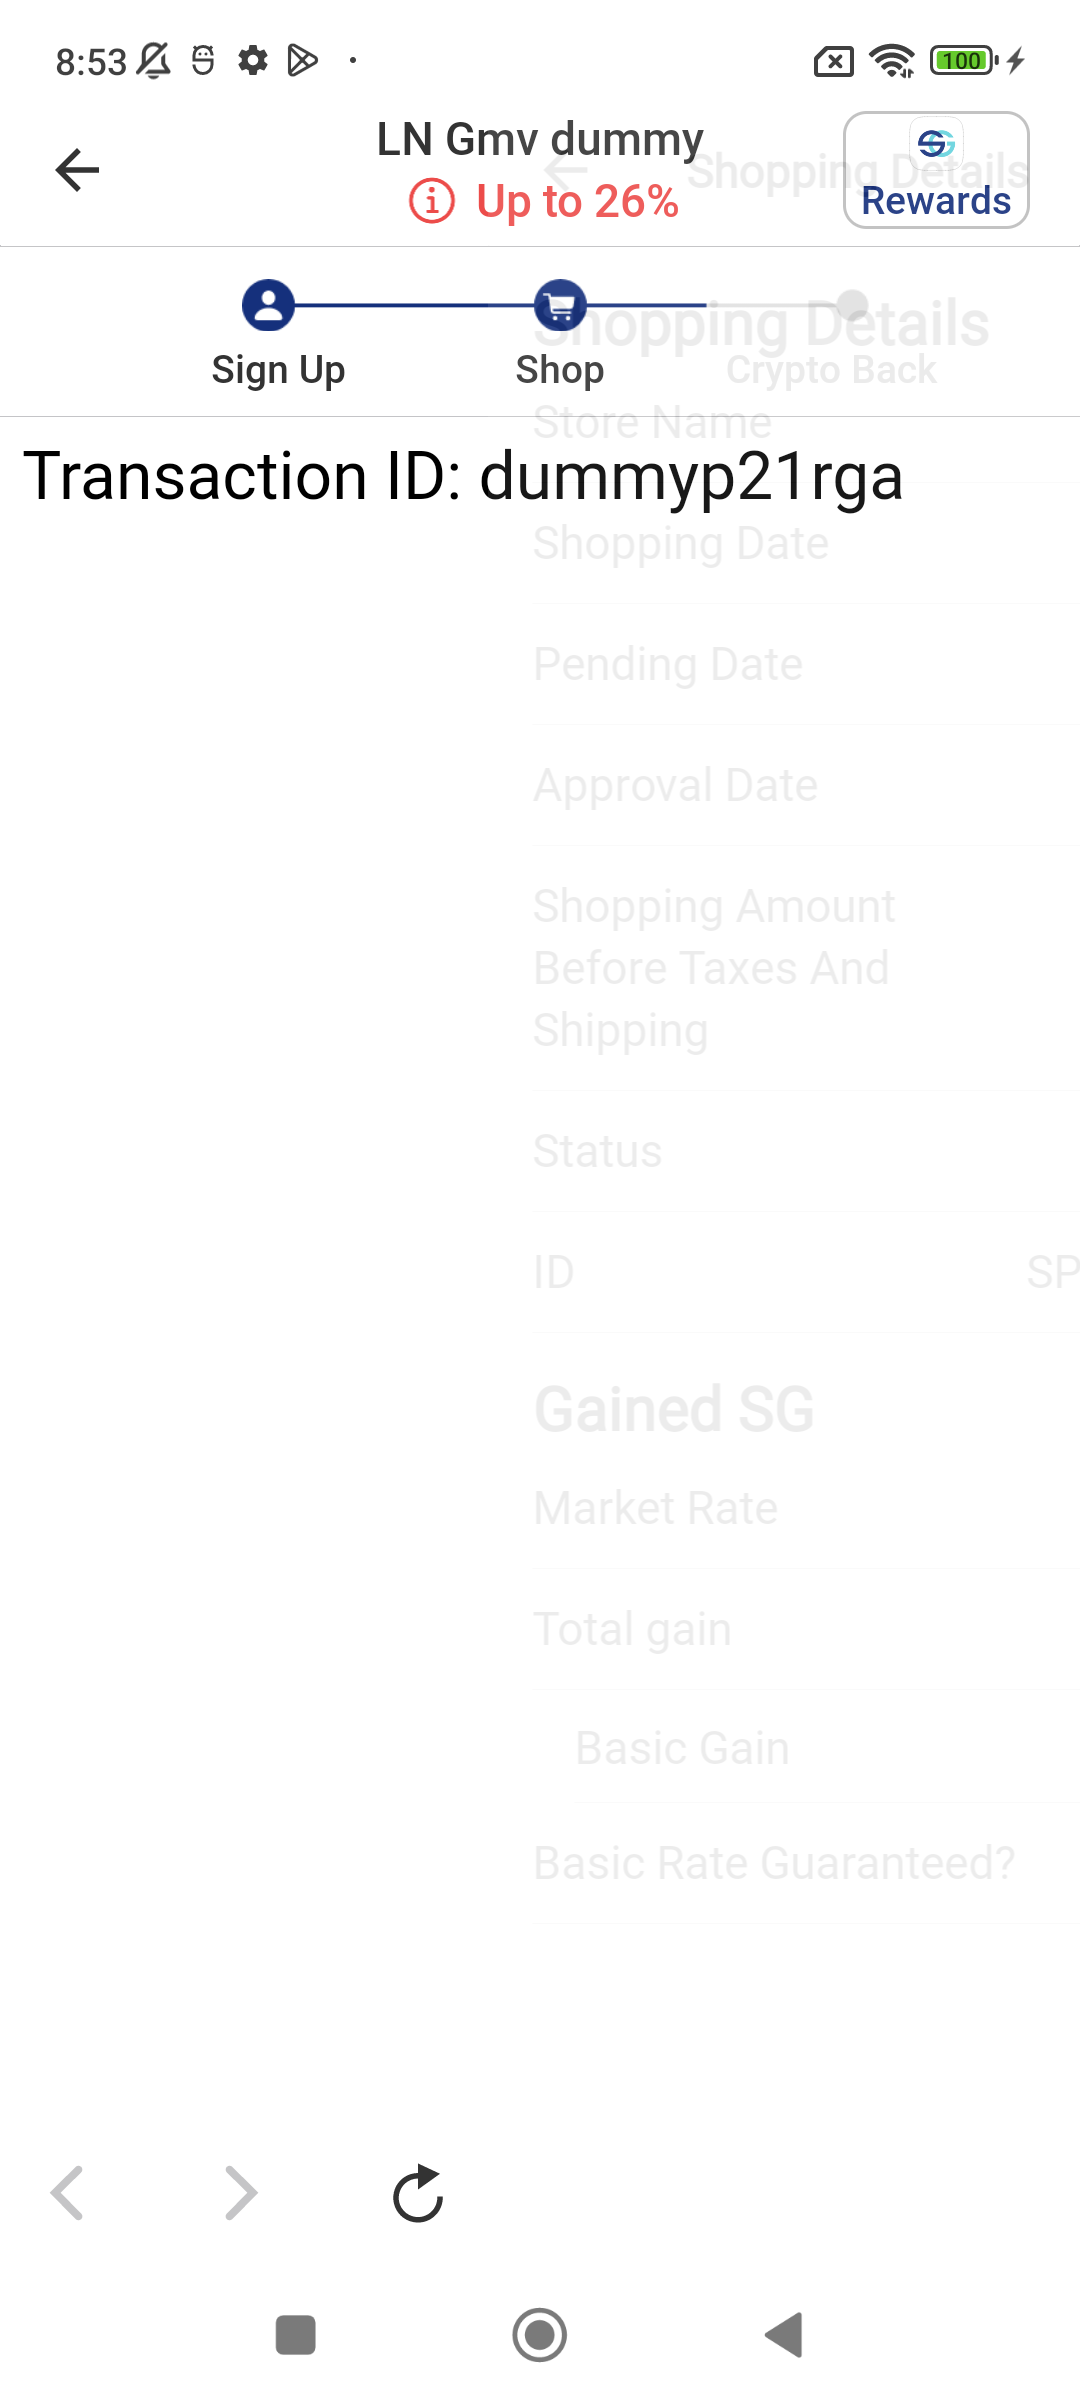 8:53
100
LN Gmv dummy
Up to 26%
Shopping Details
Rewards
Sign Up
Shop
Crypto Back
Shopping Details
Store Name
Transaction ID: dummyp21rga
Shopping Date
Pending Date
Approval Date
Shopping Amount
Before Taxes And
Shipping
Status
ID SP
Gained SG
Market Rate
Total gain
Basic Gain
Basic Rate Guaranteed?